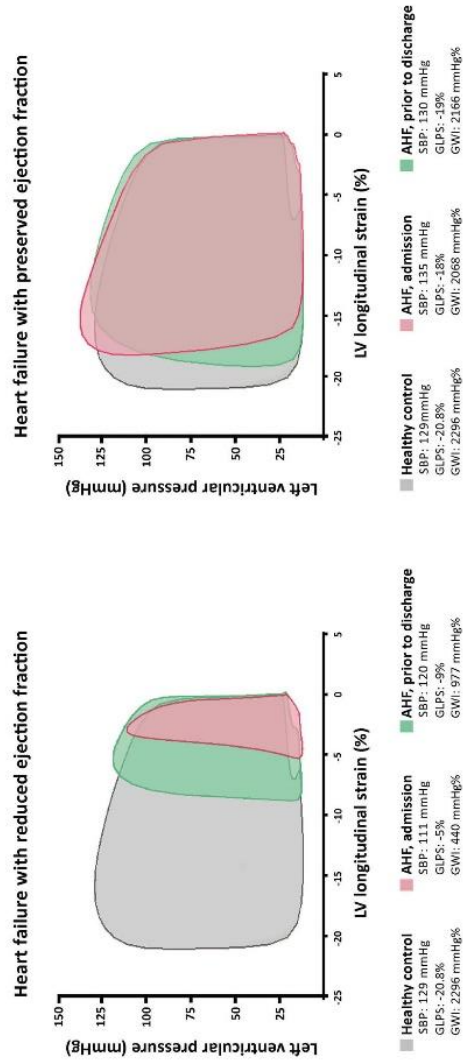 Heart failure with reduced ejection fraction
Left ventricular pressure (mmHg)
150
125
100
75
50
25
-25
-20
-15
-10
-5
0
5
LV longitudinal strain (%)
Healthy control
SBP: 129 mmHg
GLPS: -20.8%
GWI: 2296 mmHg%
AHF, admission
SBP: 111 mmHg
GLPS: -5%
GWI: 440 mmHg%
AHF, prior to discharge
SBP: 120 mmHg
GLPS: -9%
GWI: 977 mmHg%
Heart failure with preserved ejection fraction
Left ventricular pressure (mmHg)
150
125
100
75
50
25
-25
-20
-15
-10
-5
0
5
LV longitudinal strain (%)
Healthy control
SBP: 129mmHg
GLPS: -20.8%
GWI: 2296 mmHg%
AHF, admission
SBP: 135 mmHg
GLPS: -18%
GWI: 2068 mmHg%
AHF, prior to discharge
SBP: 130 mmHg
GLPS: -19%
GWI: 2166 mmHg%